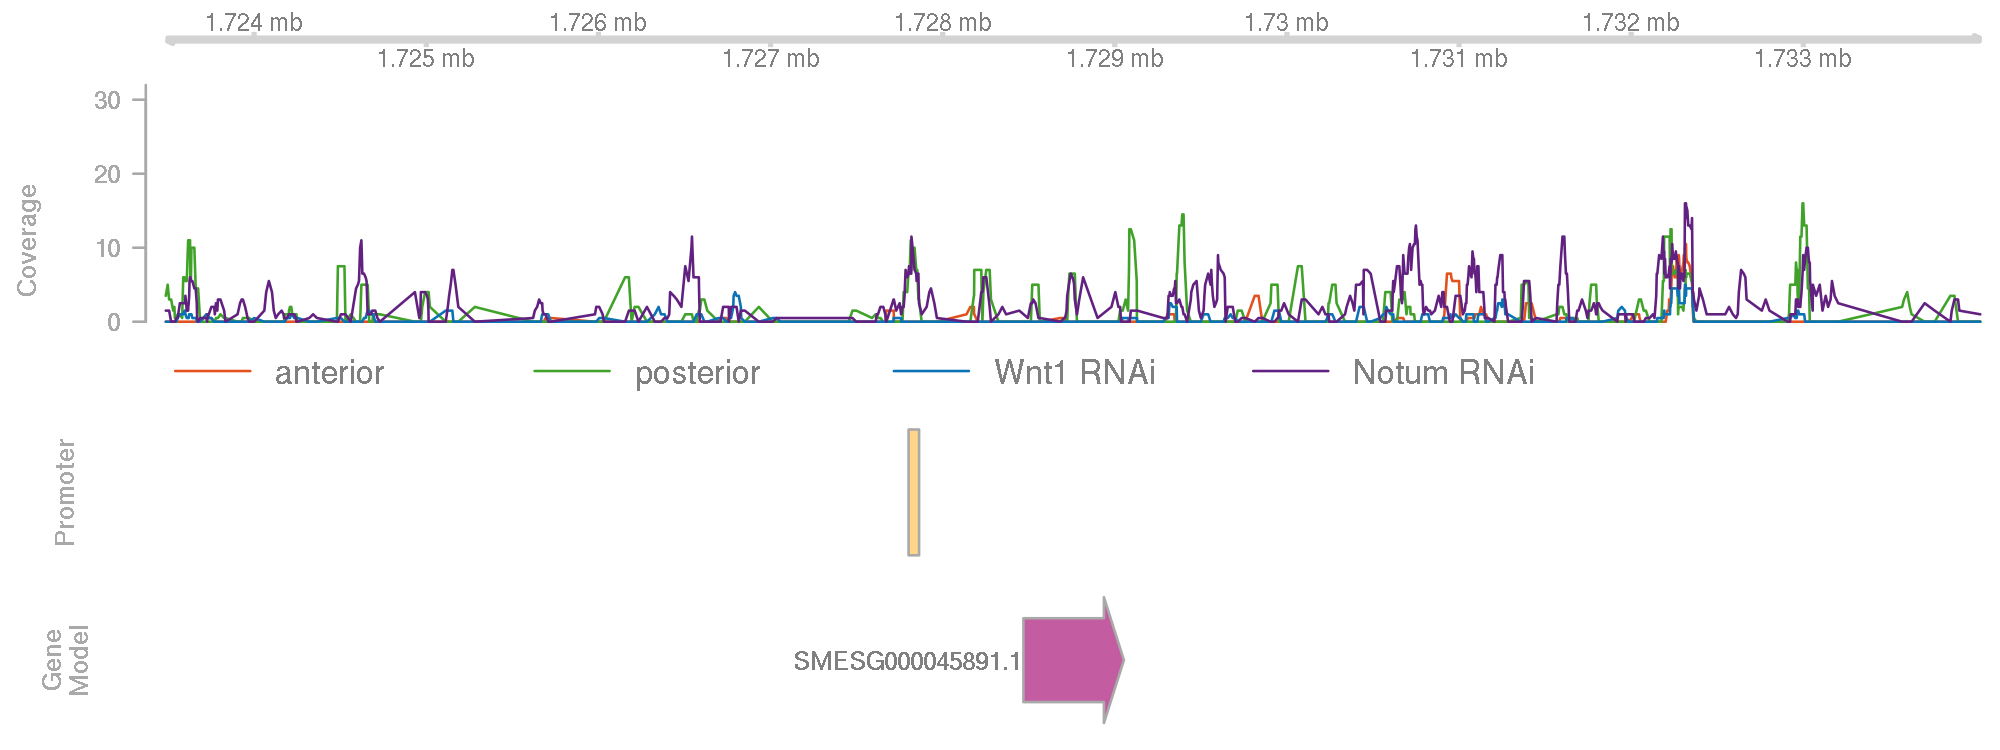 1.724 mb 1.726 mb 1.728 mb 1.73 mb 1.732 mb
1.725 mb 1.727 mb 1.729 mb 1.731 mb 1.733 mb
30
20
10
0
Coverage
anterior posterior Wnt1 RNAi Notum RNAi
Promoter
Gene
Model
SMESG000045891.1